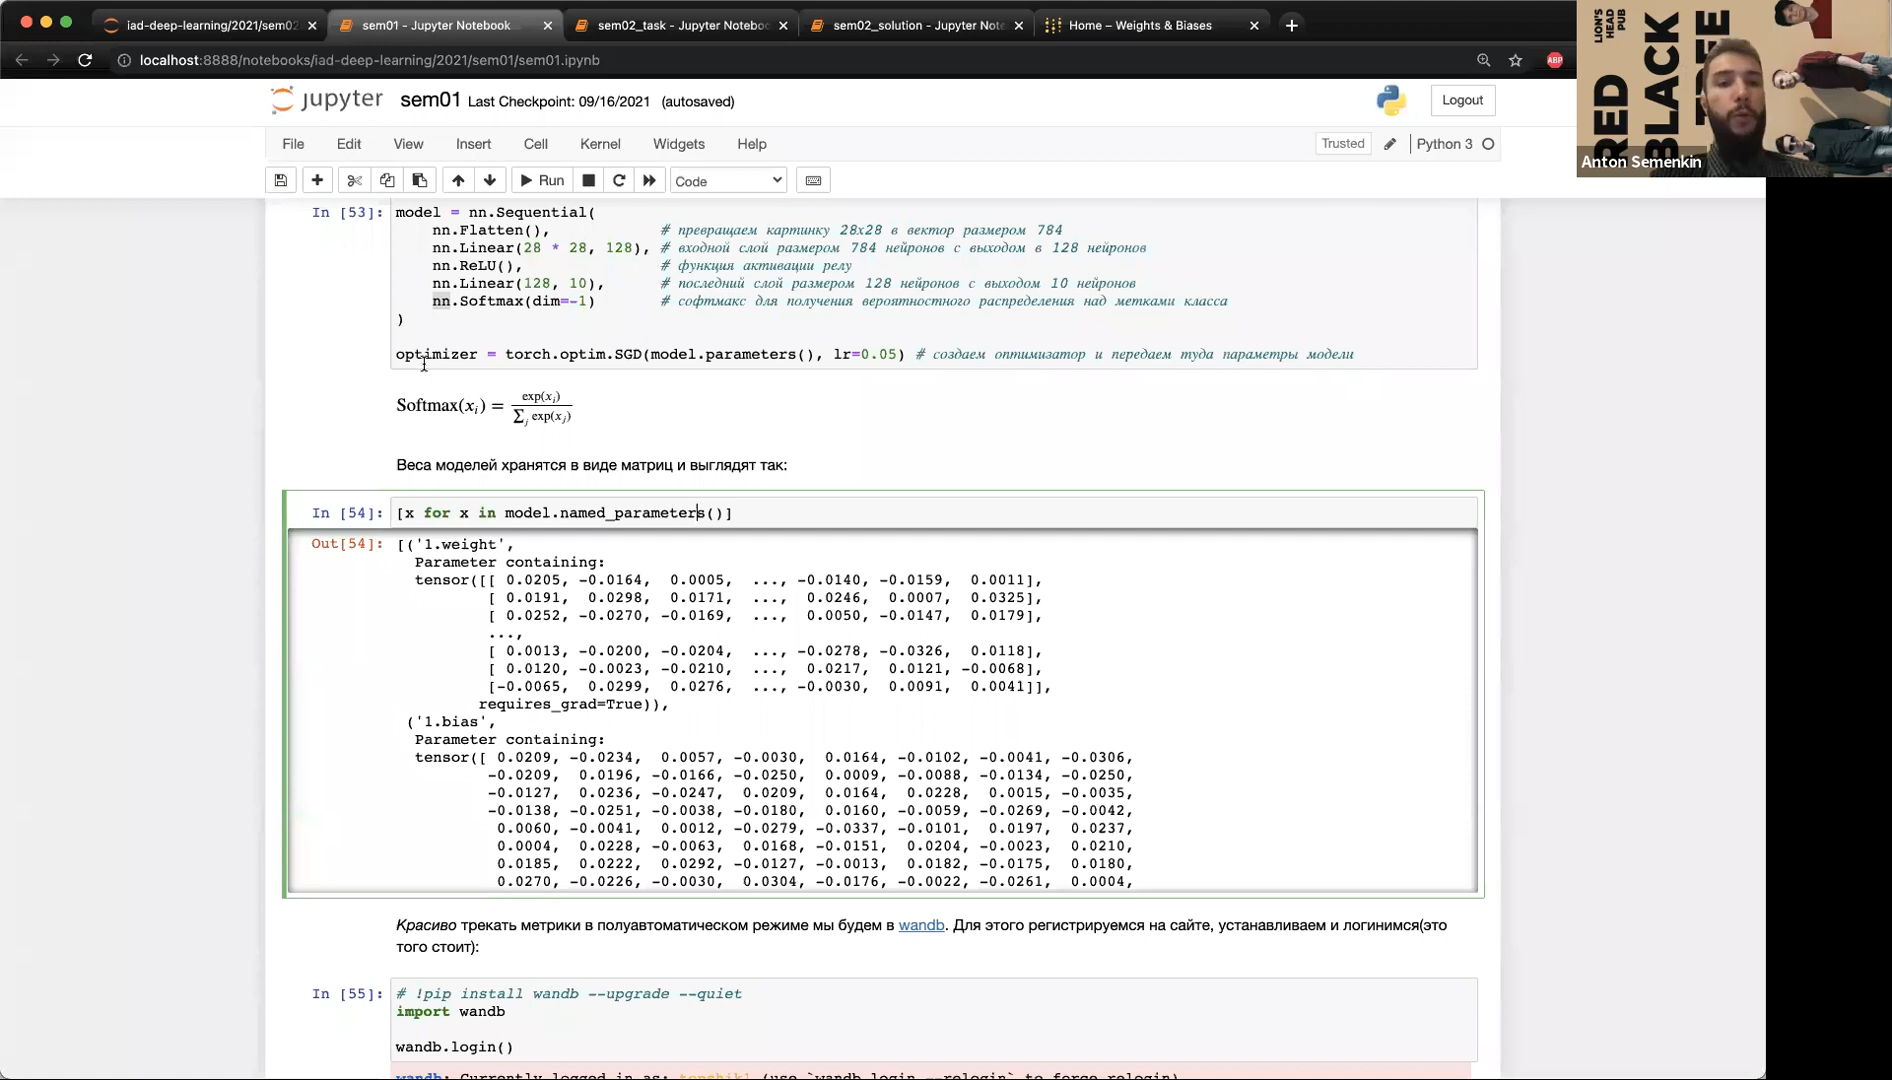 iad-deep-learning/2021/sem02
sem01 - Jupyter Notebook
sem02_task - Jupyter Noteboo
sem02_solution - Jupyter Note
Home – Weights & Biases
localhost:8888/notebooks/iad-deep-learning/2021/sem01/sem01.ipynb
ABP
jupyter sem01 Last Checkpoint: 09/16/2021 (autosaved)
Logout
File Edit View Insert Cell Kernel Widgets Help
Trusted
Python 3
Run
Code
LION'S HEAD PUB
RED
BLACK
TREE
Anton Semenkin
In [53]: model = nn.Sequential(
nn.Flatten(), # превращаем картинку 28x28 в вектор размером 784
nn.Linear(28 * 28, 128), # входной слой размером 784 нейронов с выходом в 128 нейронов
nn.ReLU(), # функция активации релу
nn.Linear(128, 10), # последний слой размером 128 нейронов с выходом 10 нейронов
nn.Softmax(dim=-1) # софтмакс для получения вероятностного распределения над метками класса
)
optimizer = torch.optim.SGD(model.parameters(), lr=0.05) # создаем оптимизатор и передаем туда параметры модели
Softmax(xᵢ) = exp(xᵢ) / ∑ⱼ exp(xⱼ)
Веса моделей хранятся в виде матриц и выглядят так:
In [54]: [x for x in model.named_parameters()]
Out[54]: [('1.weight',
Parameter containing:
tensor([[ 0.0205, -0.0164, 0.0005, ..., -0.0140, -0.0159, 0.0011],
[ 0.0191, 0.0298, 0.0171, ..., 0.0246, 0.0007, 0.0325],
[ 0.0252, -0.0270, -0.0169, ..., 0.0050, -0.0147, 0.0179],
...,
[ 0.0013, -0.0200, -0.0204, ..., -0.0278, -0.0326, 0.0118],
[ 0.0120, -0.0023, -0.0210, ..., 0.0217, 0.0121, -0.0068],
[-0.0065, 0.0299, 0.0276, ..., -0.0030, 0.0091, 0.0041]],
requires_grad=True)),
('1.bias',
Parameter containing:
tensor([ 0.0209, -0.0234, 0.0057, -0.0030, 0.0164, -0.0102, -0.0041, -0.0306,
-0.0209, 0.0196, -0.0166, -0.0250, 0.0009, -0.0088, -0.0134, -0.0250,
-0.0127, 0.0236, -0.0247, 0.0209, 0.0164, 0.0228, 0.0015, -0.0035,
-0.0138, -0.0251, -0.0038, -0.0180, 0.0160, -0.0059, -0.0269, -0.0042,
0.0060, -0.0041, 0.0012, -0.0279, -0.0337, -0.0101, 0.0197, 0.0237,
0.0004, 0.0228, -0.0063, 0.0168, -0.0151, 0.0204, -0.0023, 0.0210,
0.0185, 0.0222, 0.0292, -0.0127, -0.0013, 0.0182, -0.0175, 0.0180,
0.0270, -0.0226, -0.0030, 0.0304, -0.0176, -0.0022, -0.0261, 0.0004,
Красиво трекать метрики в полуавтоматическом режиме мы будем в wandb. Для этого регистрируемся на сайте, устанавливаем и логинимся(это
того стоит):
In [55]: # !pip install wandb --upgrade --quiet
import wandb
wandb.login()
wandb: Currently logged in as: topshik1 (use `wandb login --relogin` to force relogin)